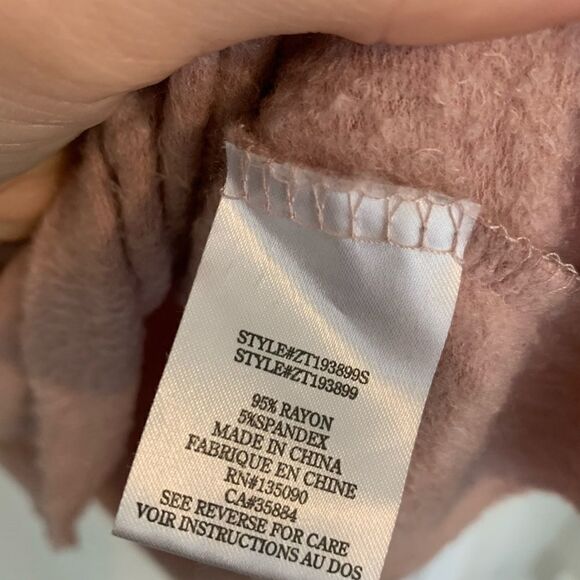 STYLE#ZT193899S
STYLE#ZT193899
95% RAYON
5%SPANDEX
MADE IN CHINA
FABRIQUE EN CHINE
RN#135090
CA#35884
SEE REVERSE FOR CARE
VOIR INSTRUCTIONS AU DOS